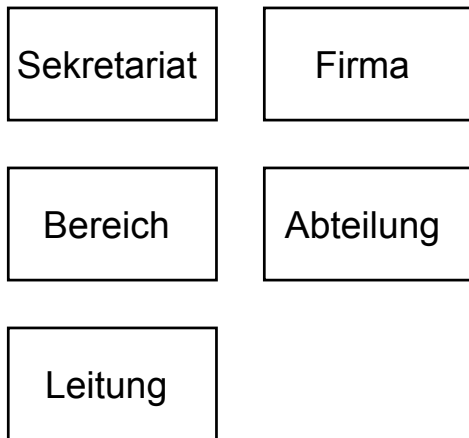 Sekretariat
Firma
Bereich
Abteilung
Leitung